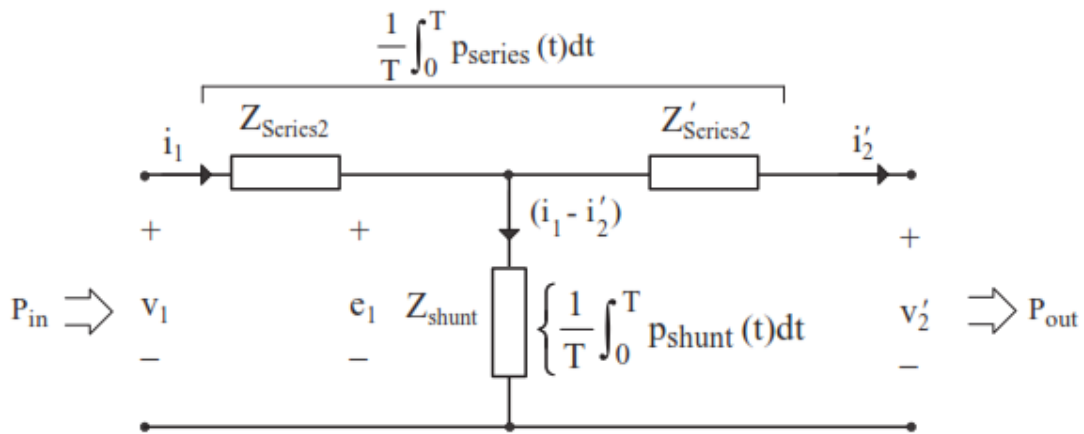 1/T ∫₀ᵀ p_series (t)dt
Z_Series2
Z′_Series2
i₁
i′₂
(i₁ - i′₂)
+
+
+
P_in
v₁
e₁
Z_shunt
{ 1/T ∫₀ᵀ p_shunt (t)dt
v′₂
P_out
−
−
−